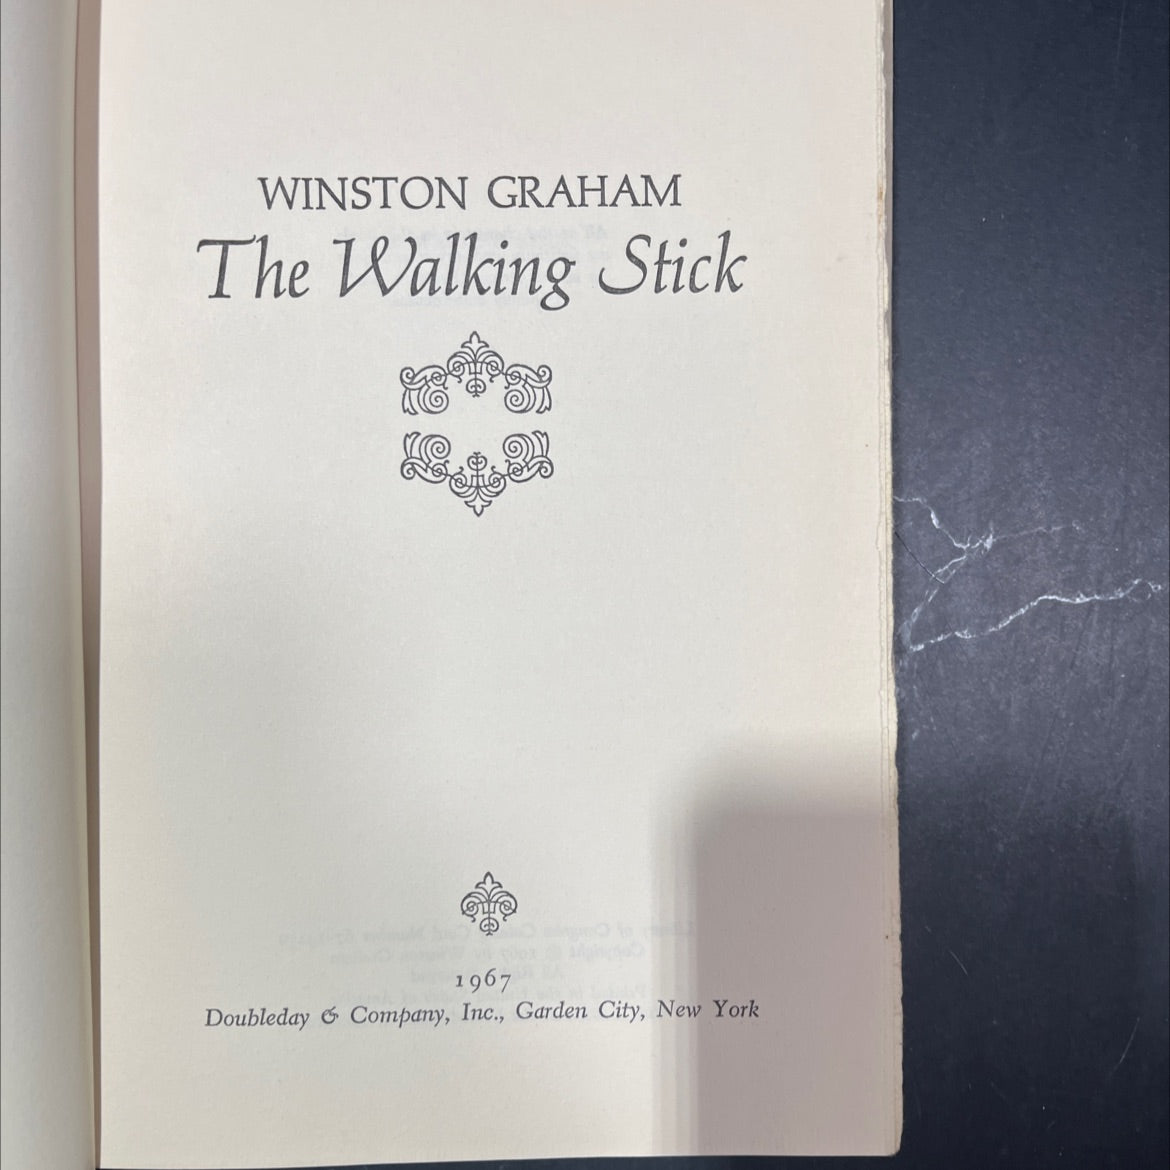 WINSTON GRAHAM
The Walking Stick
1967
Doubleday & Company, Inc., Garden City, New York